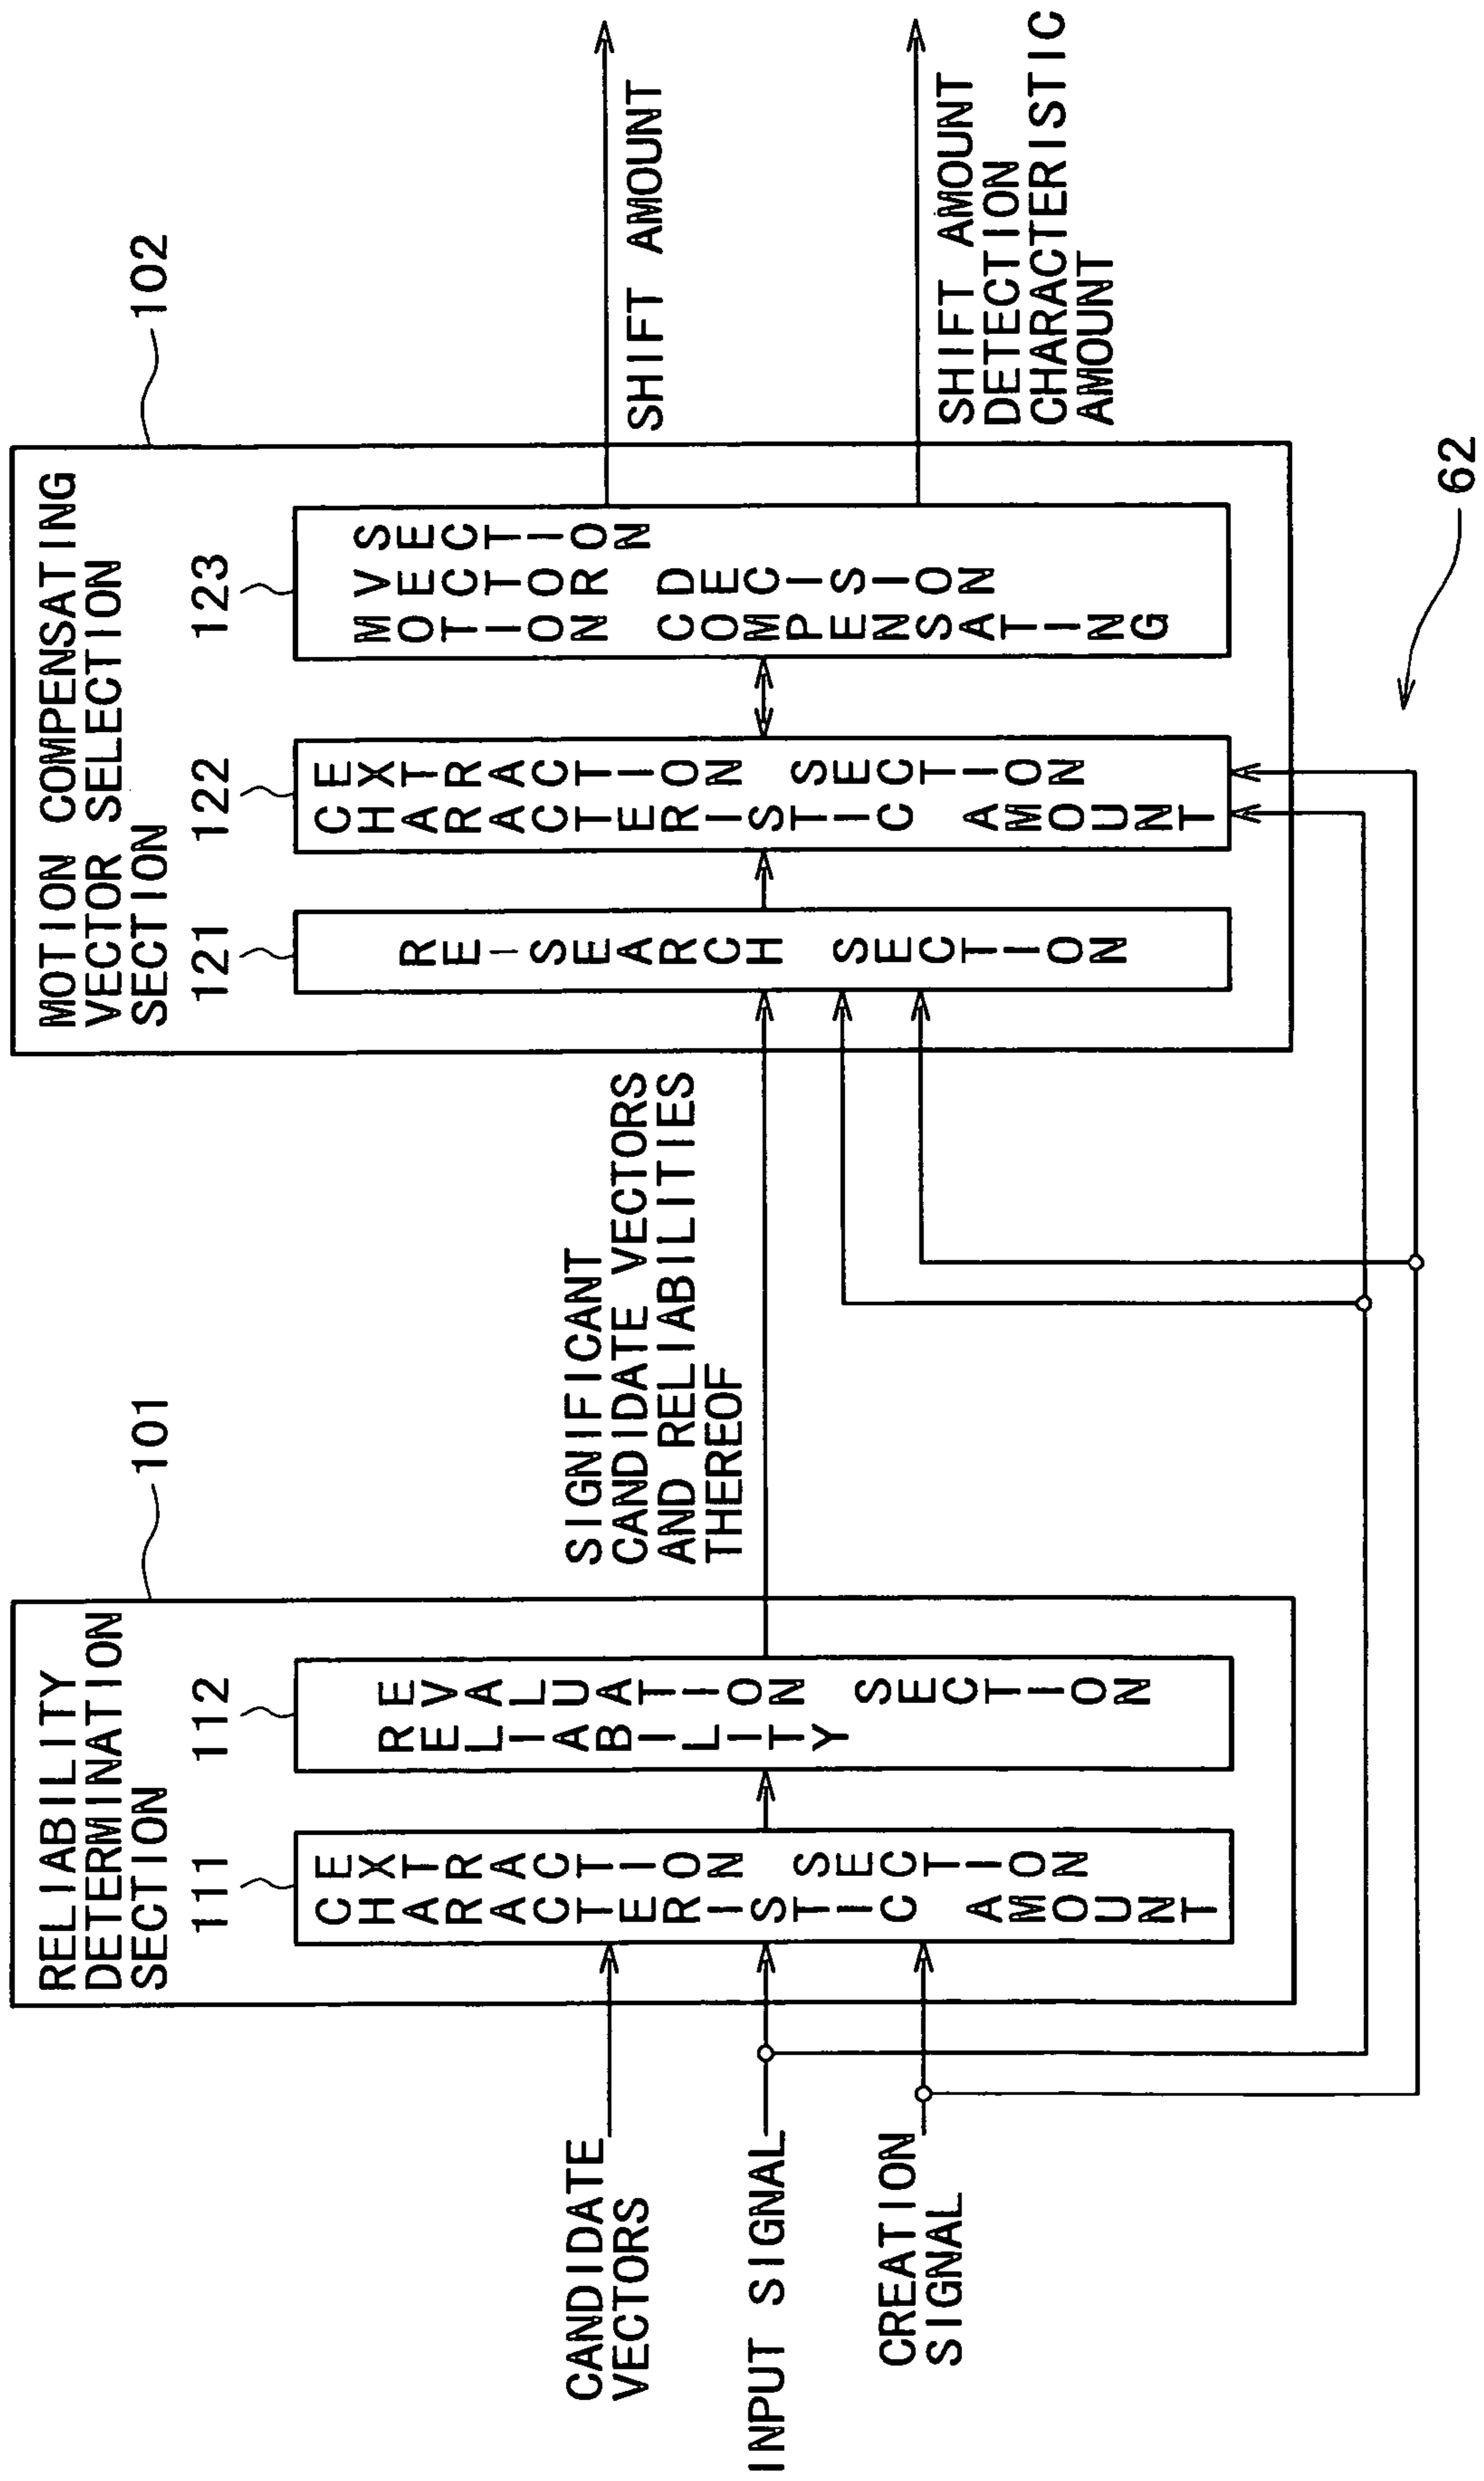 RELIABILITY
DETERMINATION
SECTION
101
111
CHARACTERISTIC AMOUNT
EXTRACTION SECTION
112
RELIABILITY
EVALUATION SECTION
CANDIDATE
VECTORS
INPUT SIGNAL
CREATION
SIGNAL
SIGNIFICANT
CANDIDATE VECTORS
AND RELIABILITIES
THEREOF
MOTION COMPENSATING
VECTOR SELECTION
SECTION
102
121
RE-SEARCH SECTION
122
CHARACTERISTIC AMOUNT
EXTRACTION SECTION
123
MOTION COMPENSATING
VECTOR DECISION
SECTION
SHIFT AMOUNT
SHIFT AMOUNT
DETECTION
CHARACTERISTIC
AMOUNT
62